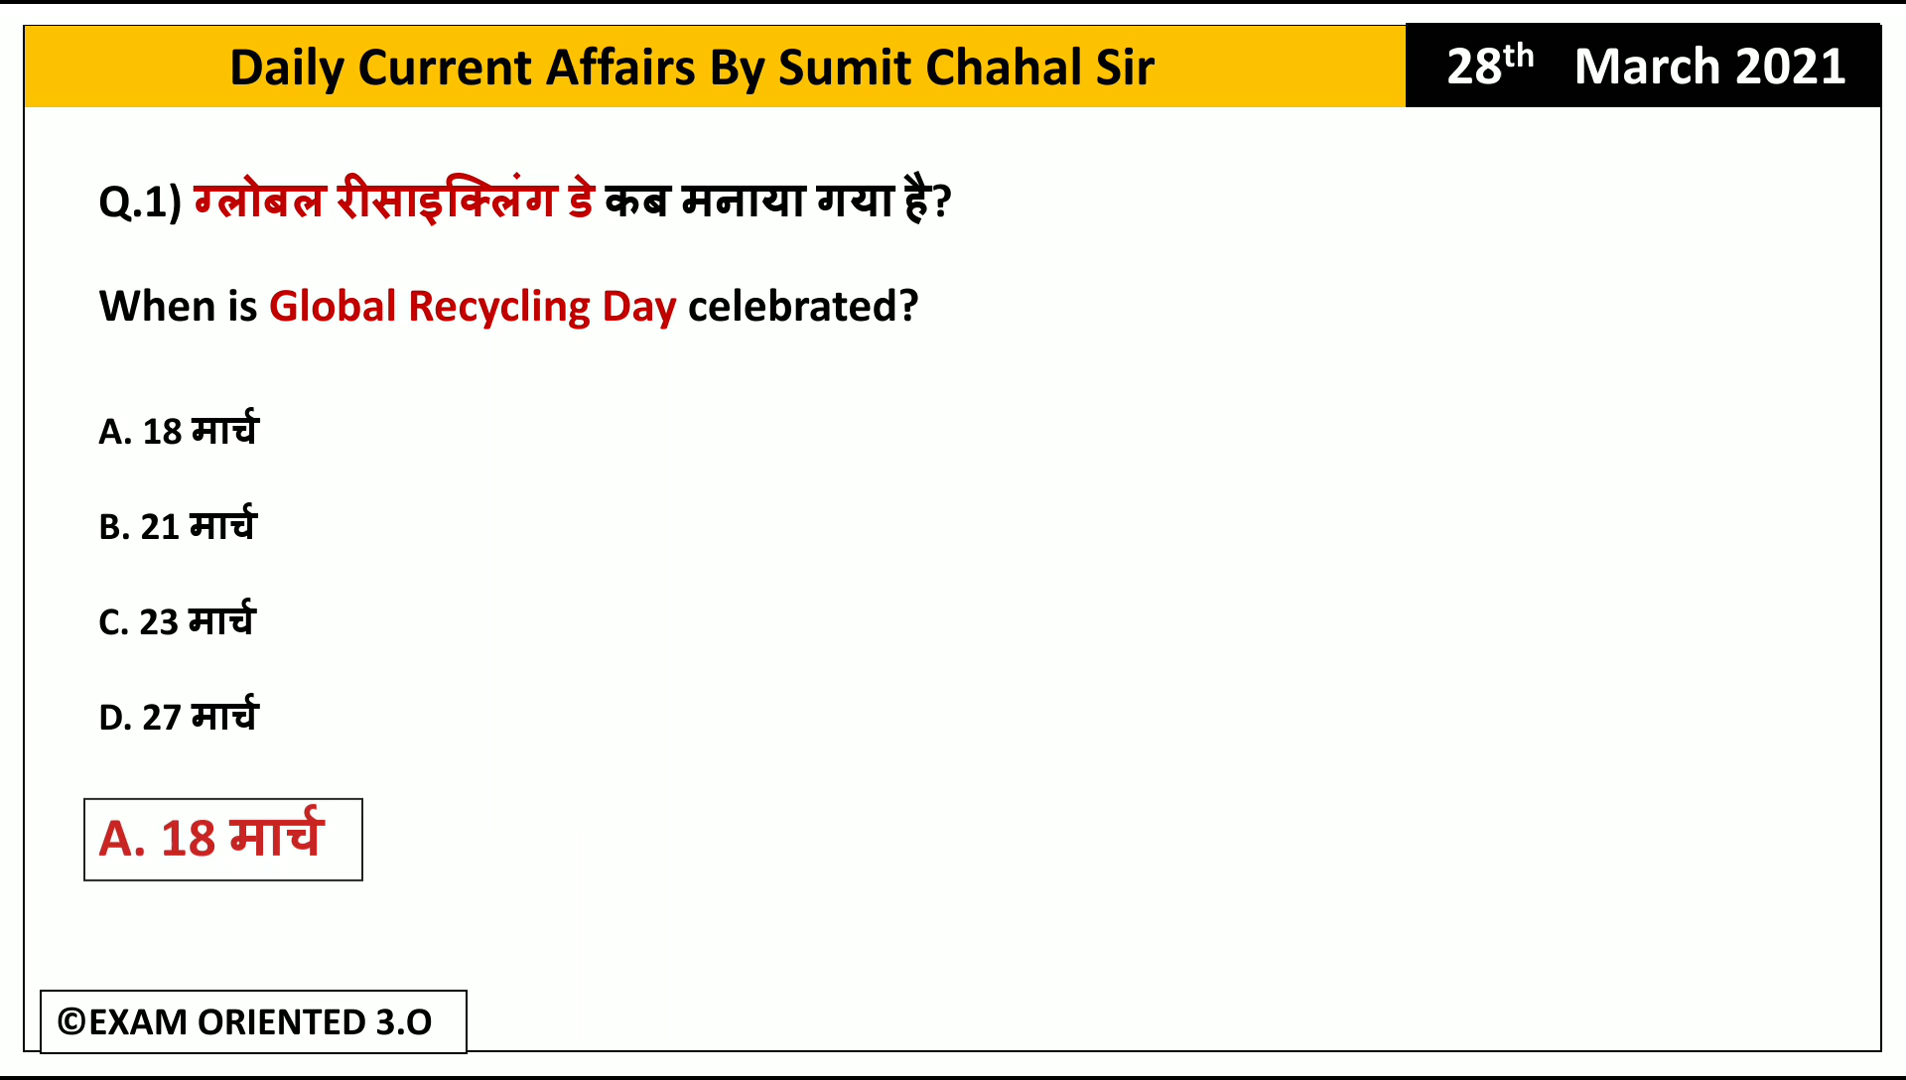 Daily Current Affairs By Sumit Chahal Sir
28th March 2021
Q.1) ग्लोबल रीसाइक्लिंग डे कब मनाया गया है?
When is Global Recycling Day celebrated?
A. 18 मार्च
B. 21 मार्च
C. 23 मार्च
D. 27 मार्च
A. 18 मार्च
©EXAM ORIENTED 3.O